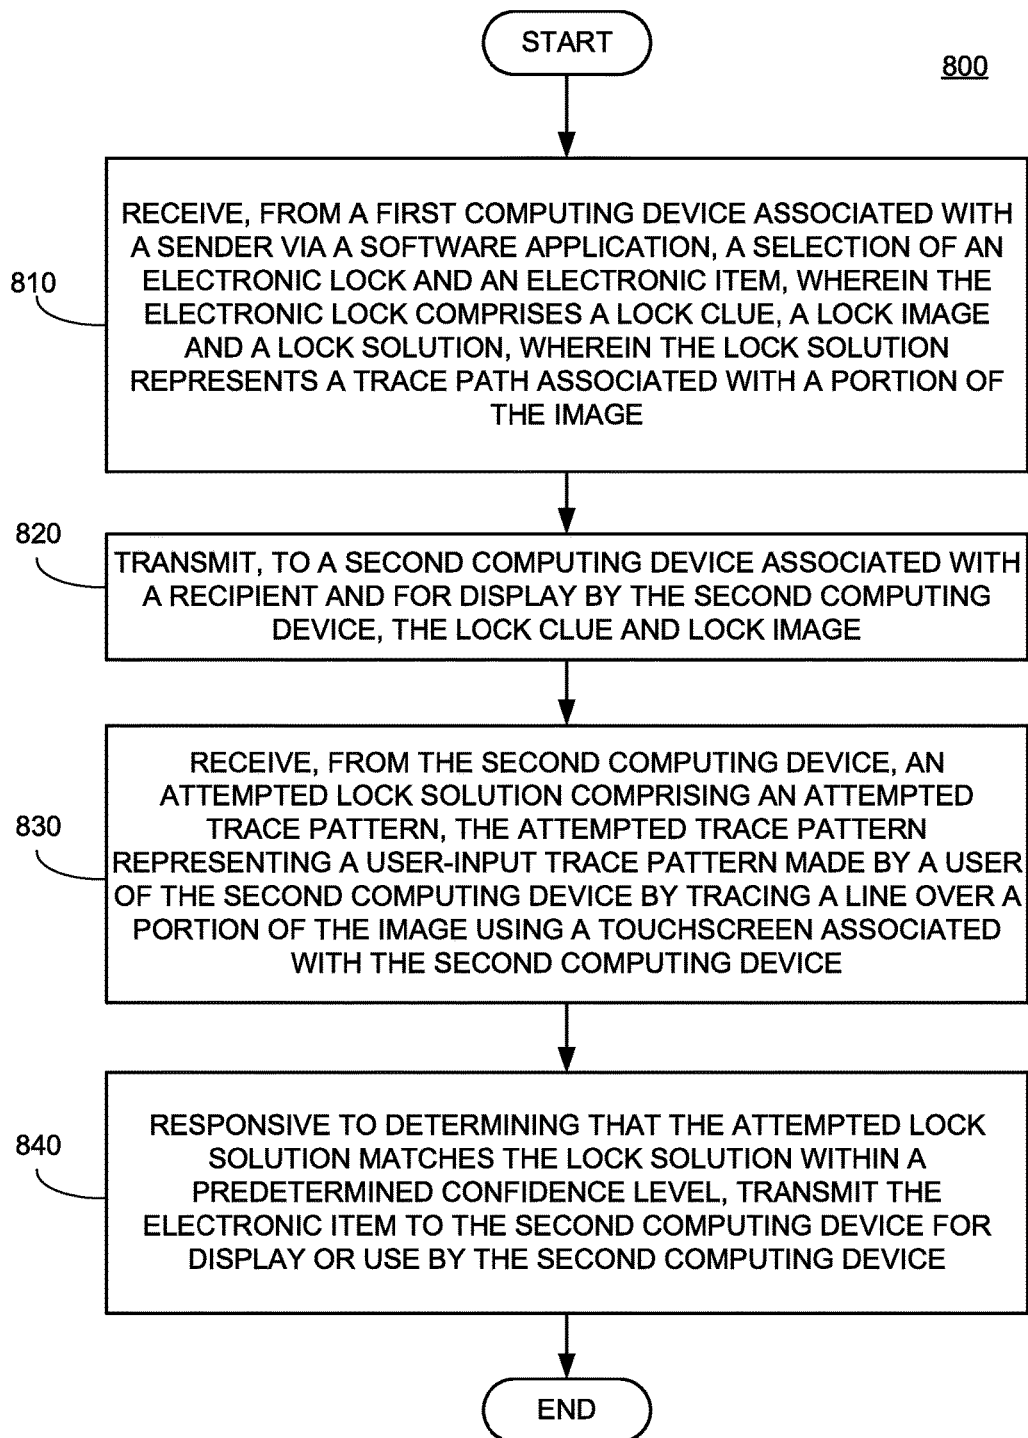 START
800
810
RECEIVE, FROM A FIRST COMPUTING DEVICE ASSOCIATED WITH
A SENDER VIA A SOFTWARE APPLICATION, A SELECTION OF AN
ELECTRONIC LOCK AND AN ELECTRONIC ITEM, WHEREIN THE
ELECTRONIC LOCK COMPRISES A LOCK CLUE, A LOCK IMAGE
AND A LOCK SOLUTION, WHEREIN THE LOCK SOLUTION
REPRESENTS A TRACE PATH ASSOCIATED WITH A PORTION OF
THE IMAGE
820
TRANSMIT, TO A SECOND COMPUTING DEVICE ASSOCIATED WITH
A RECIPIENT AND FOR DISPLAY BY THE SECOND COMPUTING
DEVICE, THE LOCK CLUE AND LOCK IMAGE
830
RECEIVE, FROM THE SECOND COMPUTING DEVICE, AN
ATTEMPTED LOCK SOLUTION COMPRISING AN ATTEMPTED
TRACE PATTERN, THE ATTEMPTED TRACE PATTERN
REPRESENTING A USER-INPUT TRACE PATTERN MADE BY A USER
OF THE SECOND COMPUTING DEVICE BY TRACING A LINE OVER A
PORTION OF THE IMAGE USING A TOUCHSCREEN ASSOCIATED
WITH THE SECOND COMPUTING DEVICE
840
RESPONSIVE TO DETERMINING THAT THE ATTEMPTED LOCK
SOLUTION MATCHES THE LOCK SOLUTION WITHIN A
PREDETERMINED CONFIDENCE LEVEL, TRANSMIT THE
ELECTRONIC ITEM TO THE SECOND COMPUTING DEVICE FOR
DISPLAY OR USE BY THE SECOND COMPUTING DEVICE
END